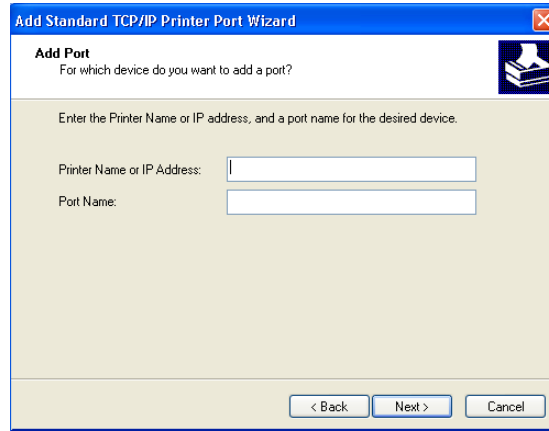 Add Standard TCP/IP Printer Port Wizard
Add Port
For which device do you want to add a port?
Enter the Printer Name or IP address, and a port name for the desired device.
Printer Name or IP Address:
Port Name:
< Back Next > Cancel